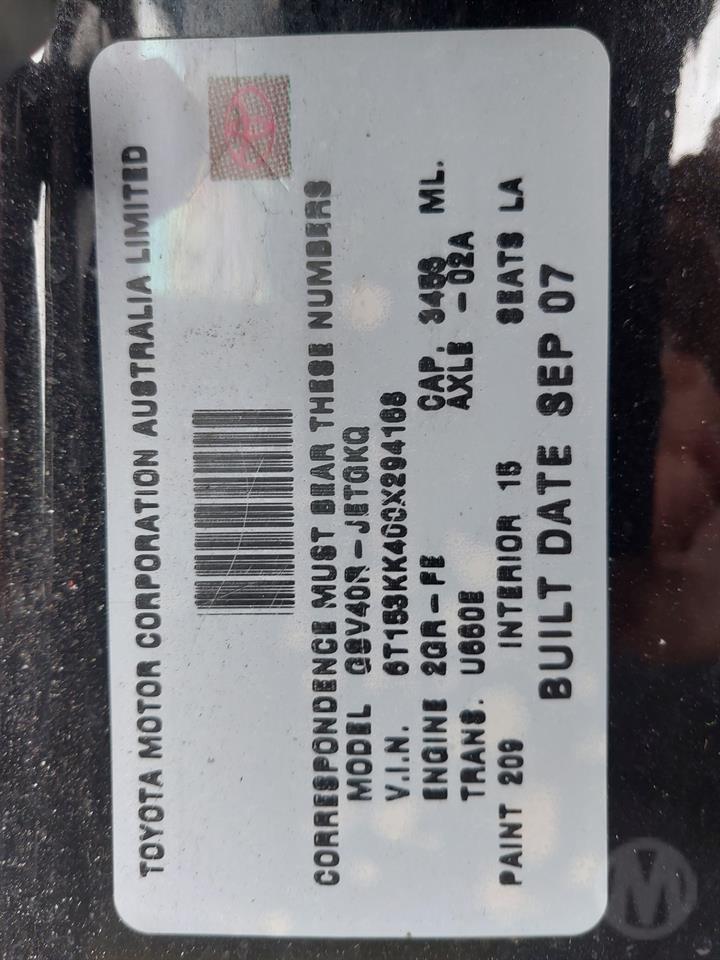 TOYOTA MOTOR CORPORATION AUSTRALIA LIMITED
CORRESPONDENCE MUST BEAR THESE NUMBERS
MODEL GSV40R-JETGKQ
V.I.N. 6T153KK400X294168
ENGINE 2GR-FE CAP. 3456 ML.
TRANS. U660E AXLE -02A
PAINT 209 INTERIOR 15 SEATS LA
BUILT DATE SEP 07
M